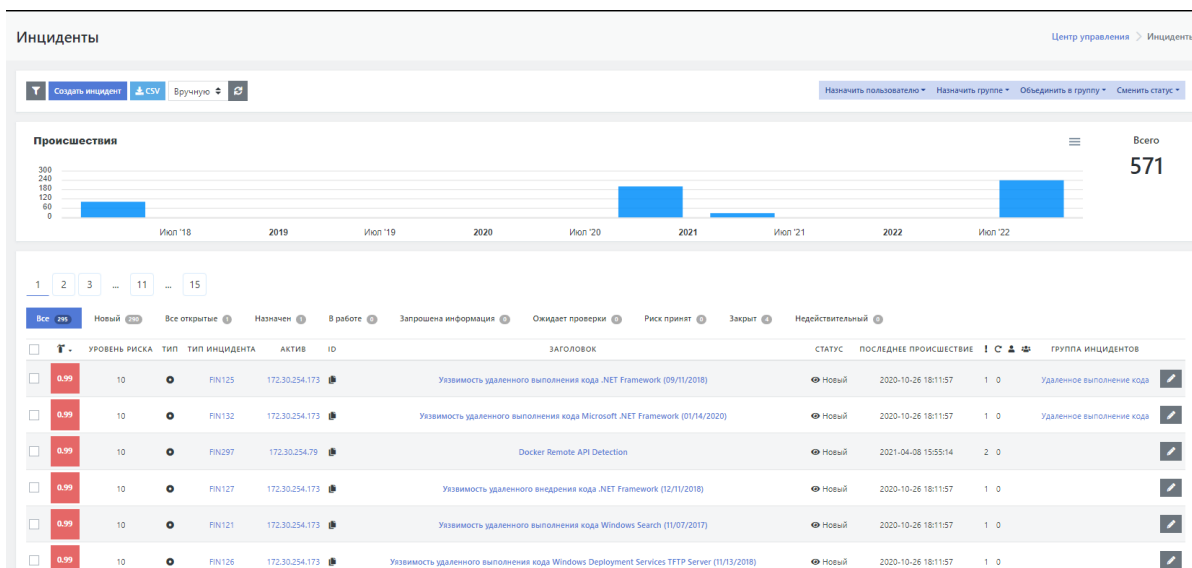 Инциденты
Центр управления > Инциденты
Создать инцидент CSV Вручную
Назначить пользователю Назначить группе Объединить в группу Сменить статус
Происшествия
Всего
571
300
240
180
120
60
0
Июл '18 2019 Июл '19 2020 Июл '20 2021 Июл '21 2022 Июл '22
1 2 3 ... 11 ... 15
Все 295 Новый 290 Все открытые 1 Назначен 1 В работе 0 Запрошена информация 0 Ожидает проверки 0 Риск принят 0 Закрыт 4 Недействительный 0
УРОВЕНЬ РИСКА ТИП ТИП ИНЦИДЕНТА АКТИВ ID ЗАГОЛОВОК СТАТУС ПОСЛЕДНЕЕ ПРОИСШЕСТВИЕ ГРУППА ИНЦИДЕНТОВ
0.99 10 FIN125 172.30.254.173 Уязвимость удаленного выполнения кода .NET Framework (09/11/2018) Новый 2020-10-26 18:11:57 1 0 Удаленное выполнение кода
0.99 10 FIN132 172.30.254.173 Уязвимость удаленного выполнения кода Microsoft .NET Framework (01/14/2020) Новый 2020-10-26 18:11:57 1 0 Удаленное выполнение кода
0.99 10 FIN297 172.30.254.79 Docker Remote API Detection Новый 2021-04-08 15:55:14 2 0
0.99 10 FIN127 172.30.254.173 Уязвимость удаленного внедрения кода .NET Framework (12/11/2018) Новый 2020-10-26 18:11:57 1 0
0.99 10 FIN121 172.30.254.173 Уязвимость удаленного выполнения кода Windows Search (11/07/2017) Новый 2020-10-26 18:11:57 1 0
0.99 10 FIN126 172.30.254.173 Уязвимость удаленного выполнения кода Windows Deployment Services TFTP Server (11/13/2018) Новый 2020-10-26 18:11:57 1 0